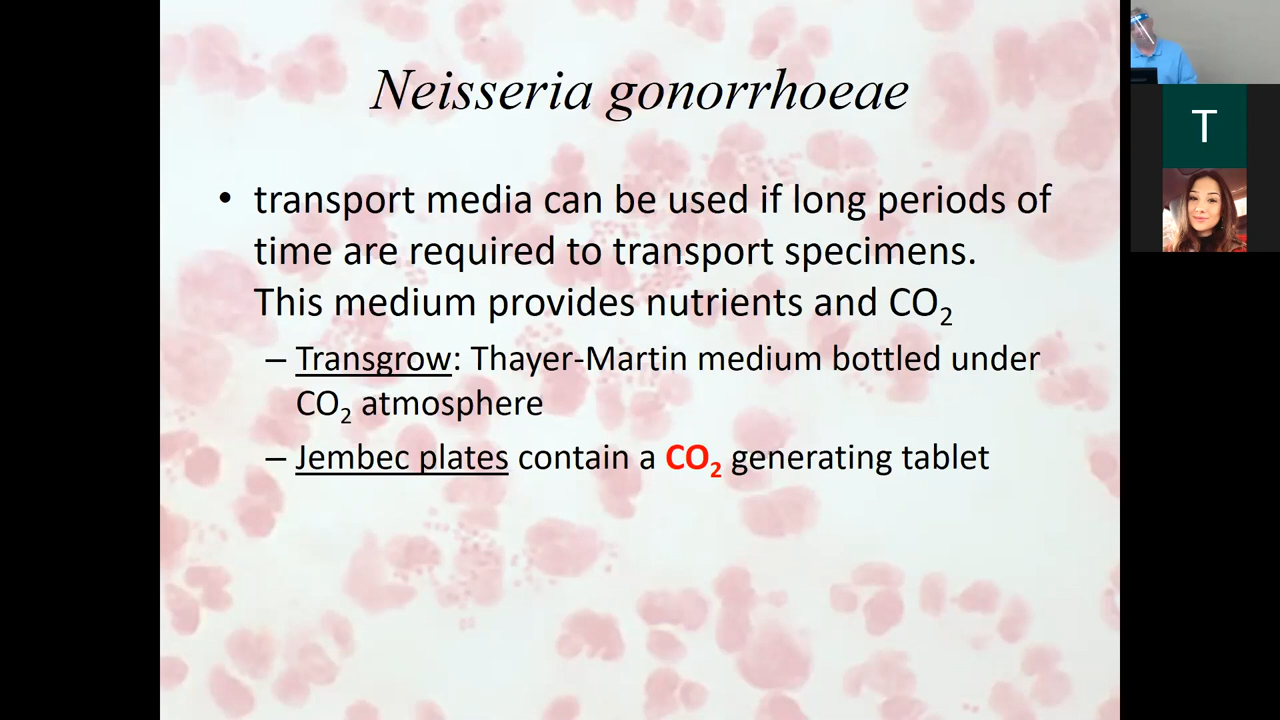 Neisseria gonorrhoeae
• transport media can be used if long periods of
time are required to transport specimens.
This medium provides nutrients and CO₂
– Transgrow: Thayer-Martin medium bottled under
CO₂ atmosphere
– Jembec plates contain a CO₂ generating tablet
T